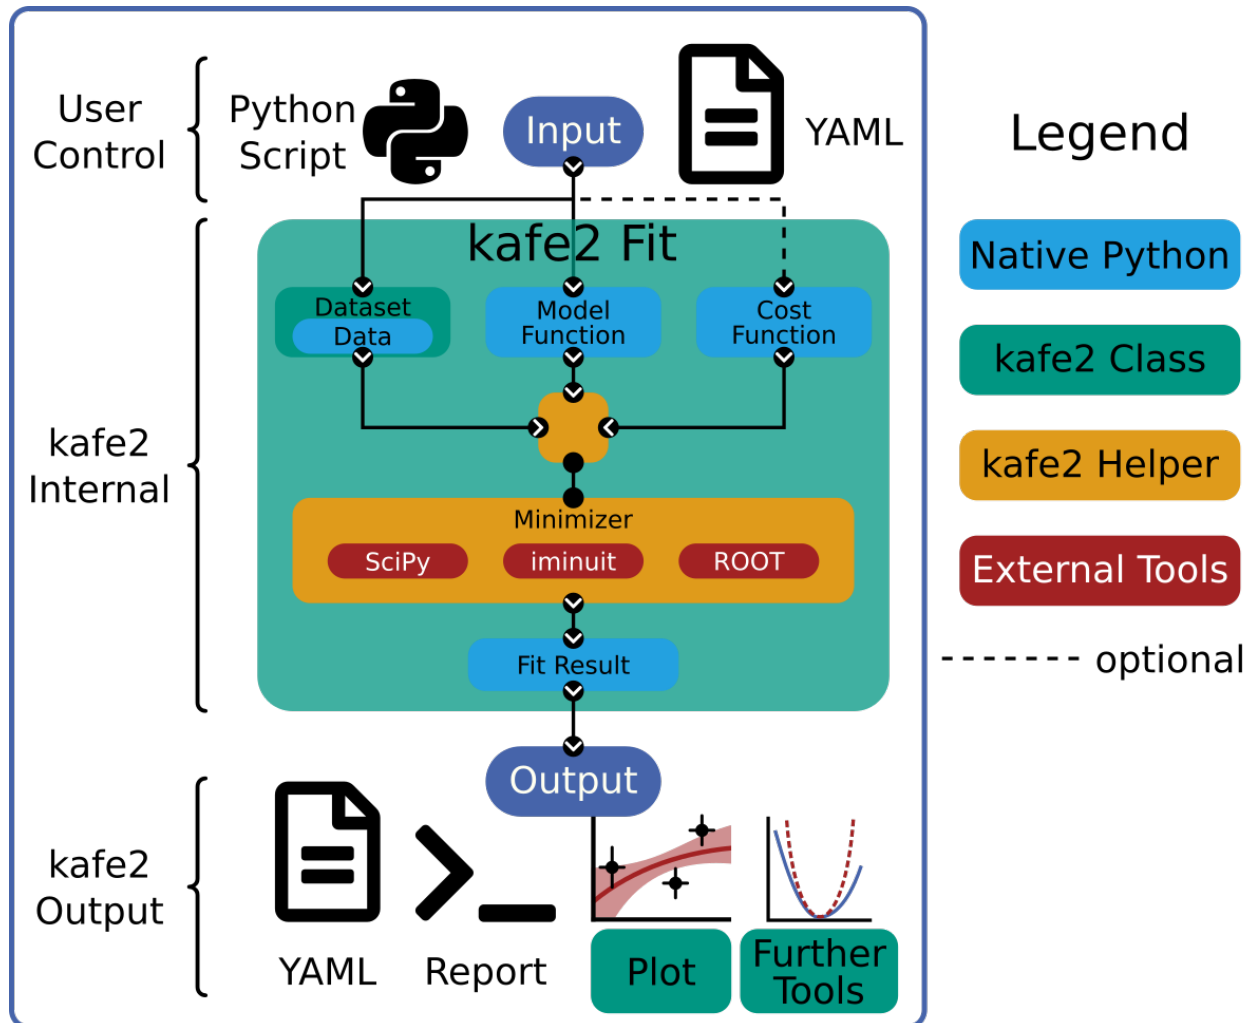 User
Control
Python
Script
Input
YAML
Legend
kafe2 Fit
Native Python
Dataset
Data
Model
Function
Cost
Function
kafe2 Class
kafe2
Internal
kafe2 Helper
Minimizer
SciPy
iminuit
ROOT
External Tools
Fit Result
optional
Output
kafe2
Output
YAML
Report
Plot
Further
Tools